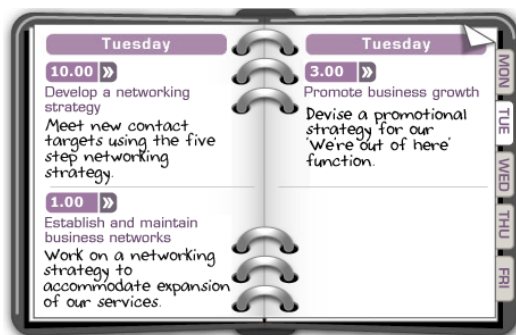 Tuesday
10.00
Develop a networking
strategy
Meet new contact
targets using the five
step networking
strategy.
1.00
Establish and maintain
business networks
Work on a networking
strategy to
accommodate expansion
of our services.
Tuesday
3.00
Promote business growth
Devise a promotional
strategy for our
'We're out of here'
function.
MON
TUE
WED
THU
FRI